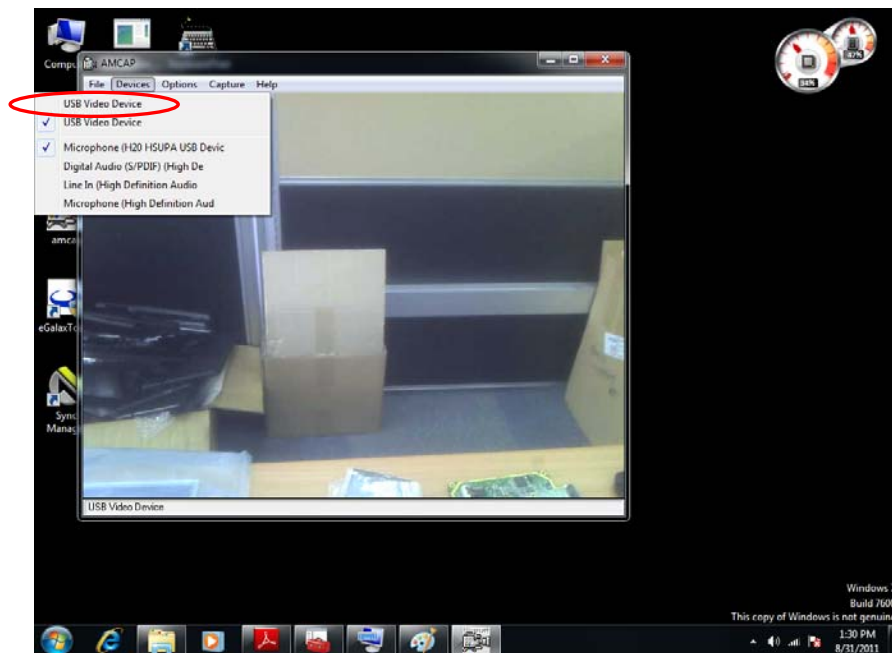 Compu
AMCAP
File Devices Options Capture Help
USB Video Device
USB Video Device
Microphone (H20 HSUPA USB Devic
Digital Audio (S/PDIF) (High De
Line In (High Definition Audio
Microphone (High Definition Aud
amca
eGalaxTo
Sync
Manag
USB Video Device
Windows
Build 760
This copy of Windows is not genuin
1:30 PM
8/31/2011